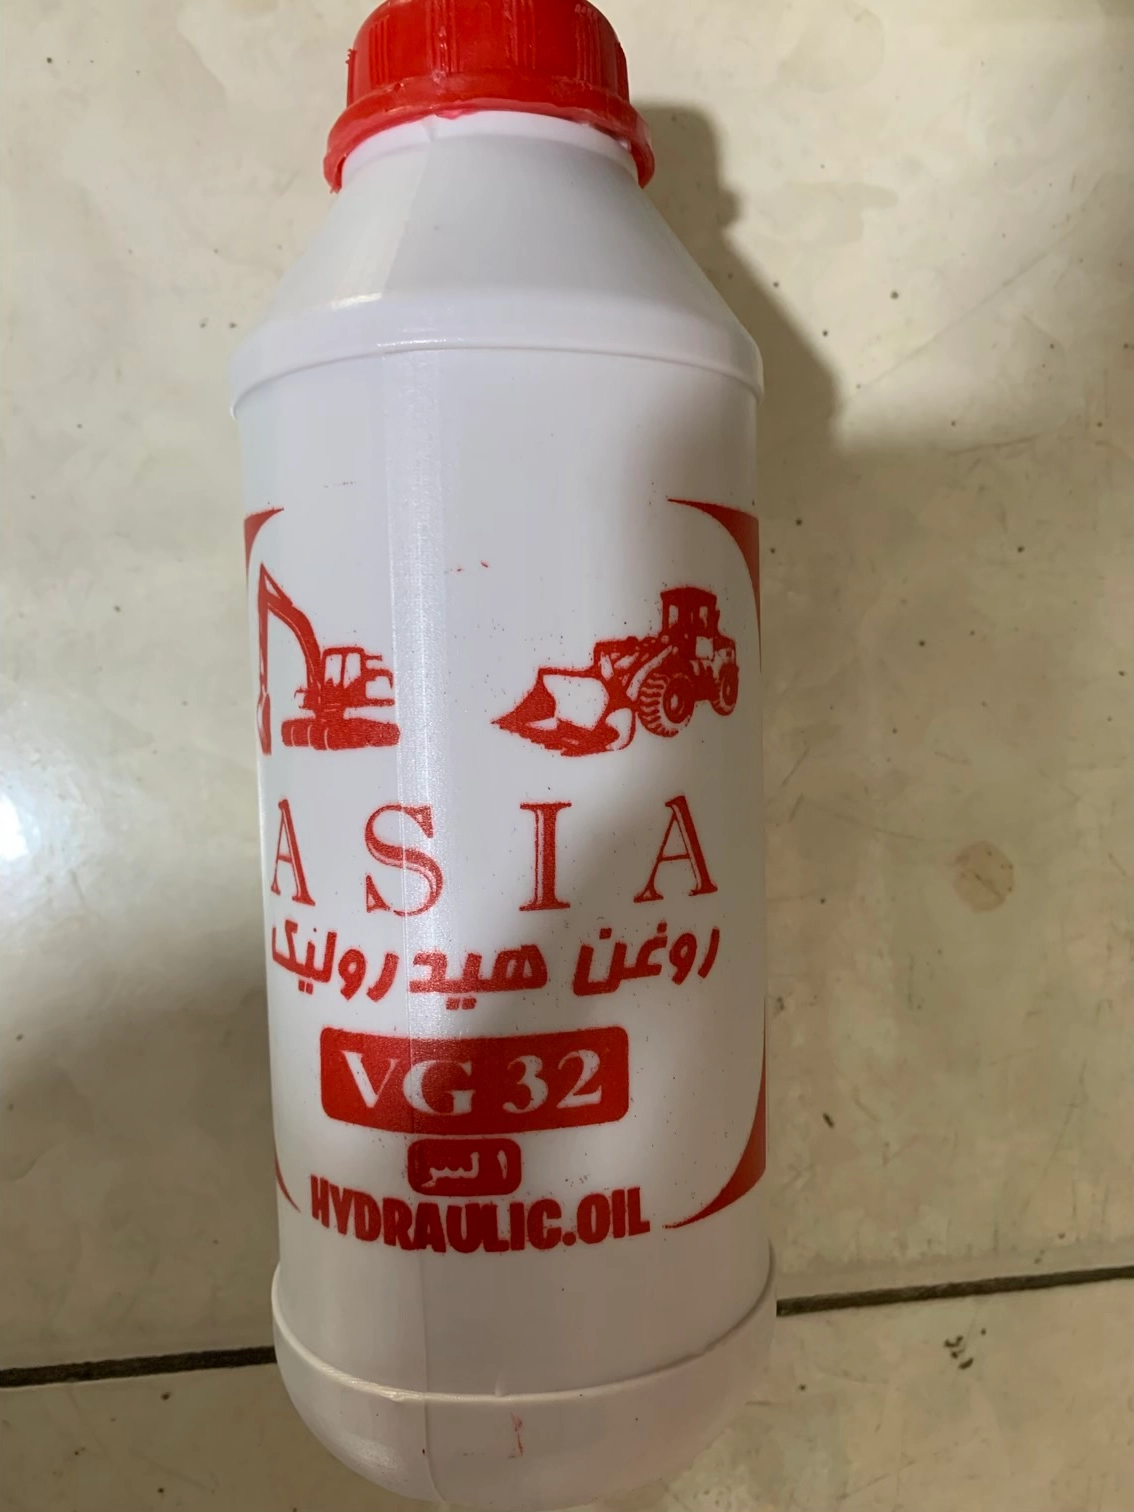 ASIA
روغن هیدرولیک
VG 32
۱ لیتر
HYDRAULIC.OIL